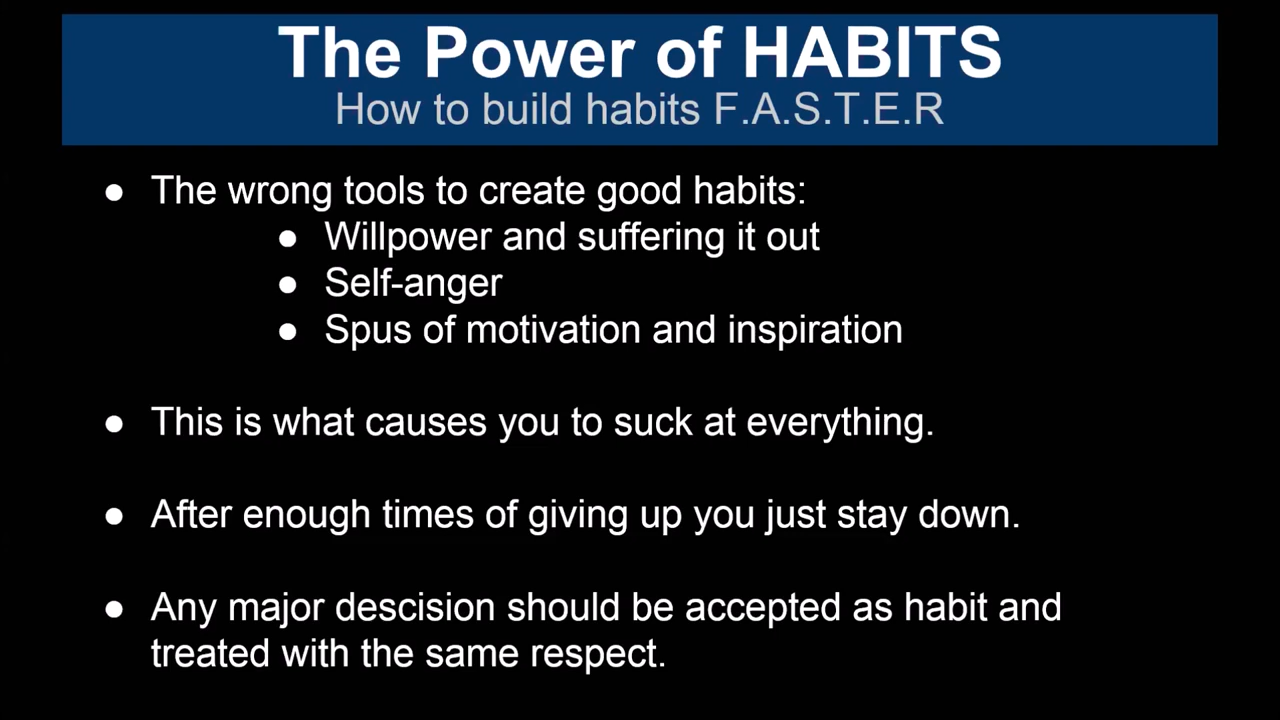 The Power of HABITS
How to build habits F.A.S.T.E.R
● The wrong tools to create good habits:
● Willpower and suffering it out
● Self-anger
● Spus of motivation and inspiration
● This is what causes you to suck at everything.
● After enough times of giving up you just stay down.
● Any major descision should be accepted as habit and
treated with the same respect.